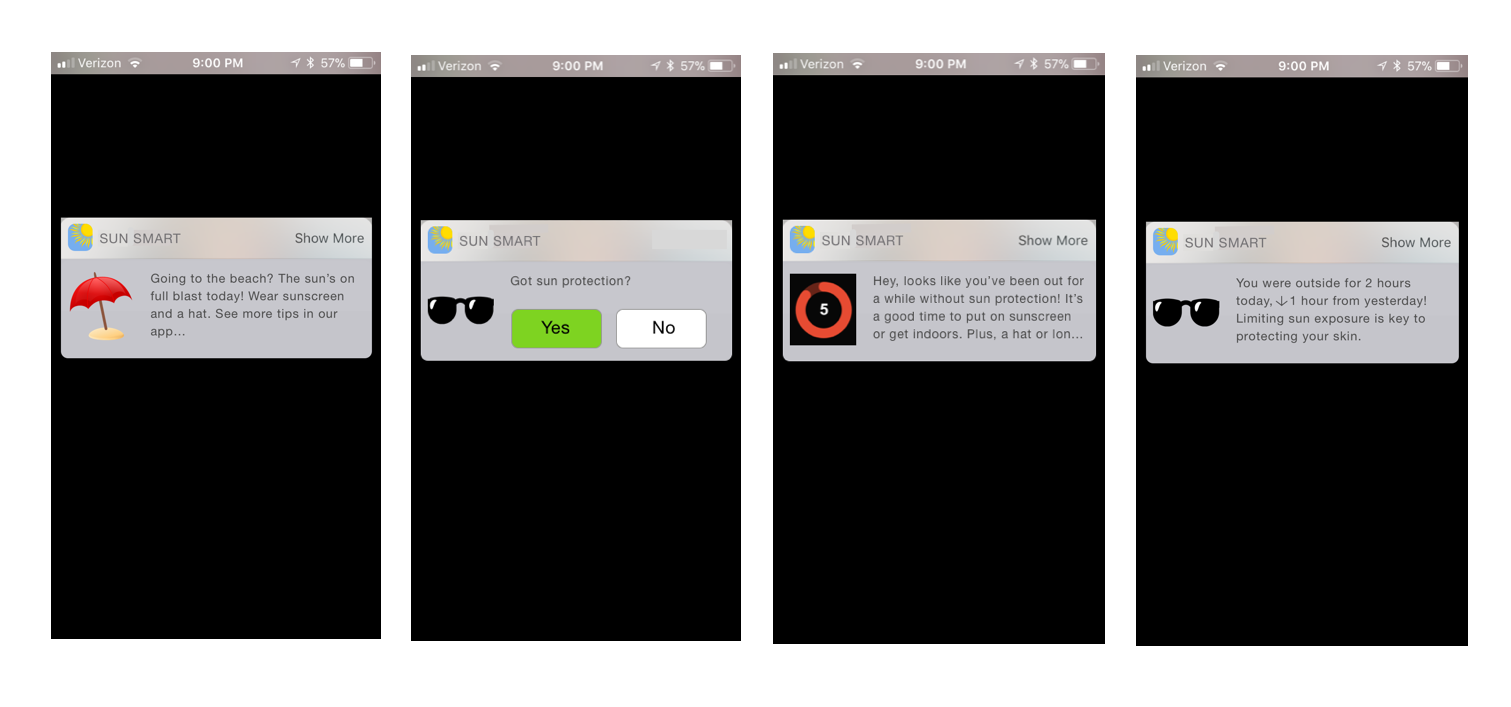 Verizon 9:00 PM 57%
SUN SMART Show More
Going to the beach? The sun's on
full blast today! Wear sunscreen
and a hat. See more tips in our
app...
Verizon 9:00 PM 57%
SUN SMART
Got sun protection?
Yes No
Verizon 9:00 PM 57%
SUN SMART Show More
5
Hey, looks like you've been out for
a while without sun protection! It's
a good time to put on sunscreen
or get indoors. Plus, a hat or lon...
Verizon 9:00 PM 57%
SUN SMART Show More
You were outside for 2 hours
today, ↓1 hour from yesterday!
Limiting sun exposure is key to
protecting your skin.